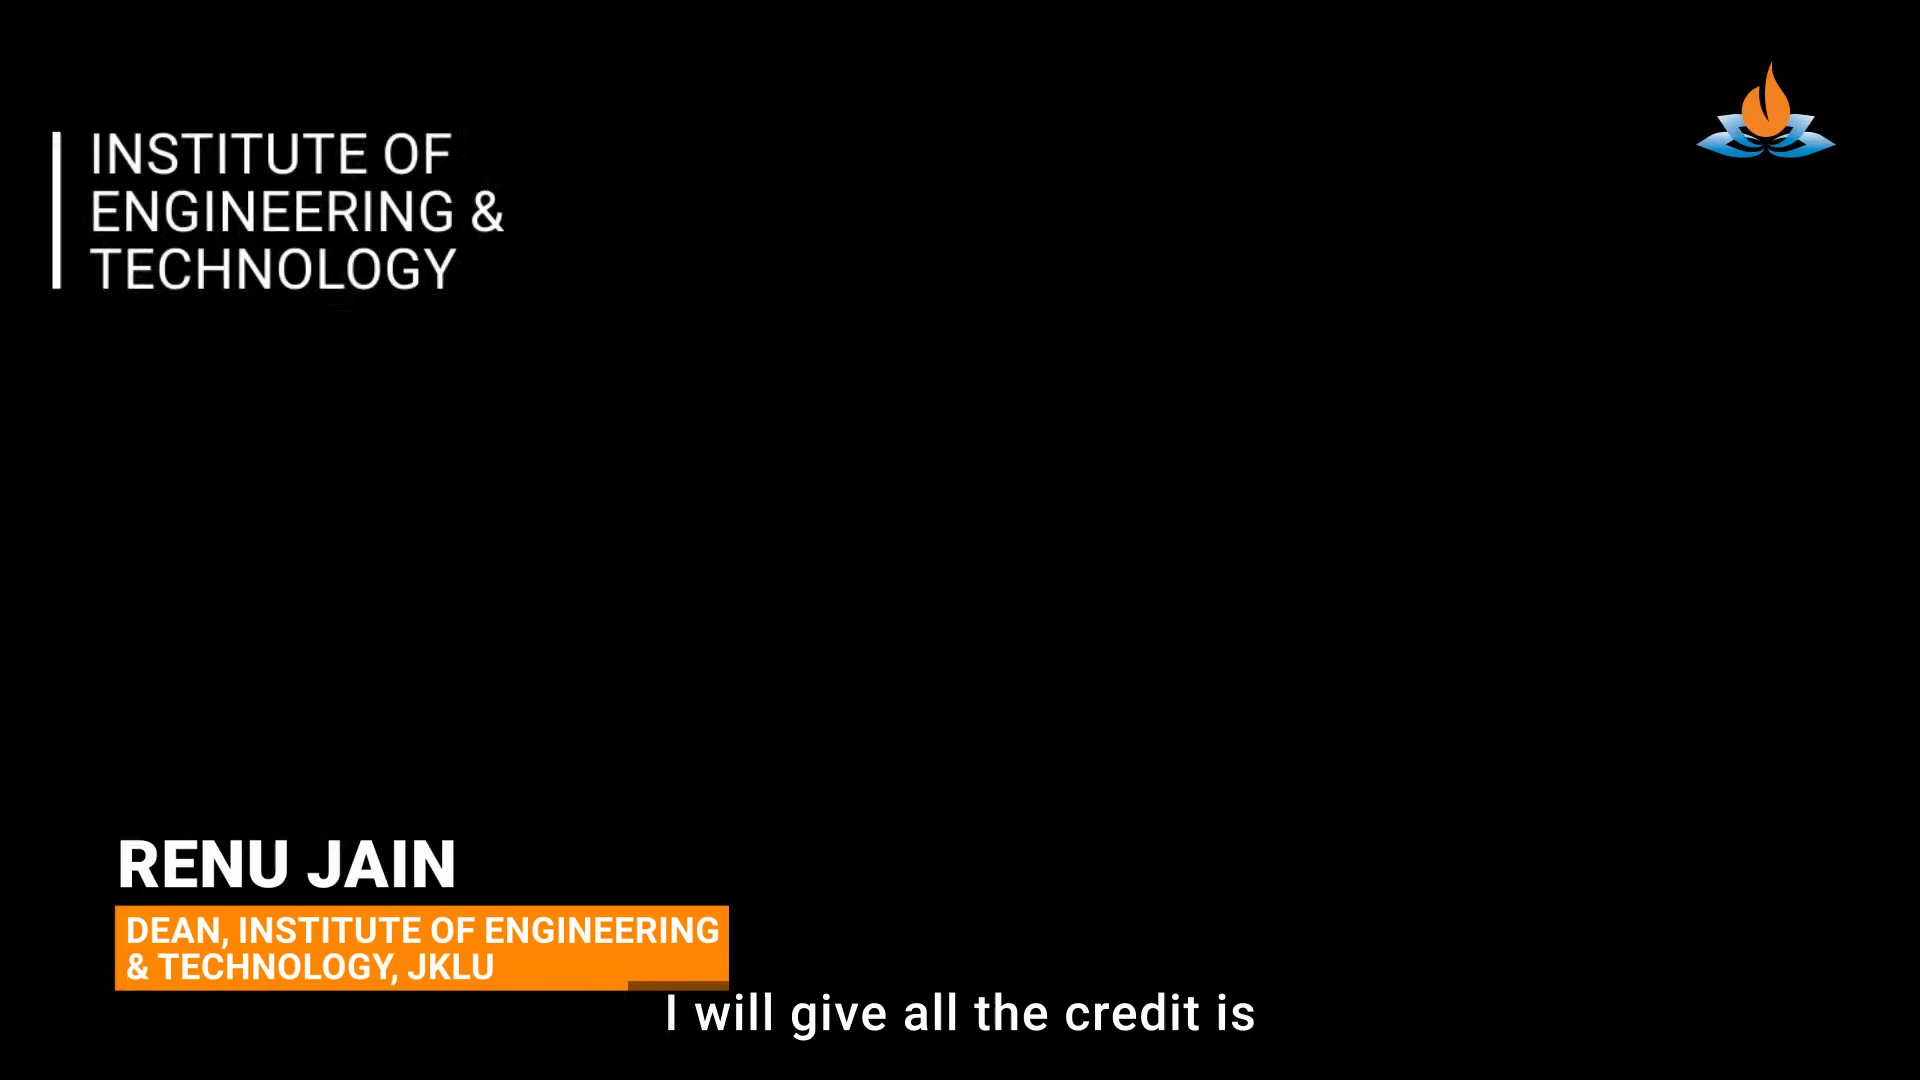 INSTITUTE OF
ENGINEERING &
TECHNOLOGY
RENU JAIN
DEAN, INSTITUTE OF ENGINEERING
& TECHNOLOGY, JKLU
I will give all the credit is